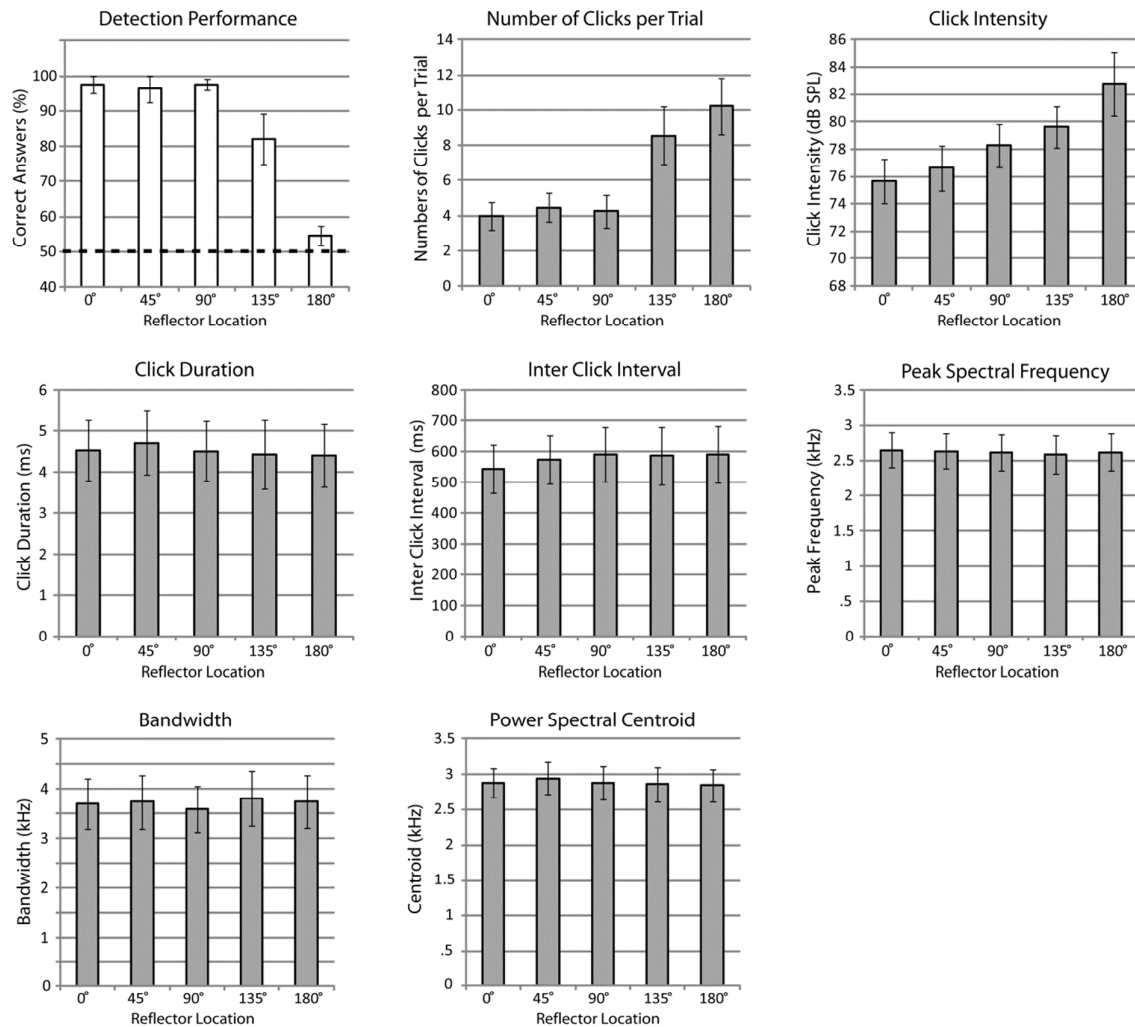 Detection Performance
Correct Answers (%)
100
90
80
70
60
50
40
0° 45° 90° 135° 180°
Reflector Location
Number of Clicks per Trial
Numbers of Clicks per Trial
14
12
10
8
6
4
2
0
0° 45° 90° 135° 180°
Reflector Location
Click Intensity
Click Intensity (dB SPL)
86
84
82
80
78
76
74
72
70
68
0° 45° 90° 135° 180°
Reflector Location
Click Duration
Click Duration (ms)
6
5
4
3
2
1
0
0° 45° 90° 135° 180°
Reflector Location
Inter Click Interval
Inter Click Interval (ms)
800
700
600
500
400
300
200
100
0
0° 45° 90° 135° 180°
Reflector Location
Peak Spectral Frequency
Peak Frequency (kHz)
3.5
3
2.5
2
1.5
1
.5
0
0° 45° 90° 135° 180°
Reflector Location
Bandwidth
Bandwidth (kHz)
5
4
3
2
1
0
0° 45° 90° 135° 180°
Reflector Location
Power Spectral Centroid
Centroid (kHz)
3.5
3
2.5
2
1.5
1
.5
0
0° 45° 90° 135° 180°
Reflector Location